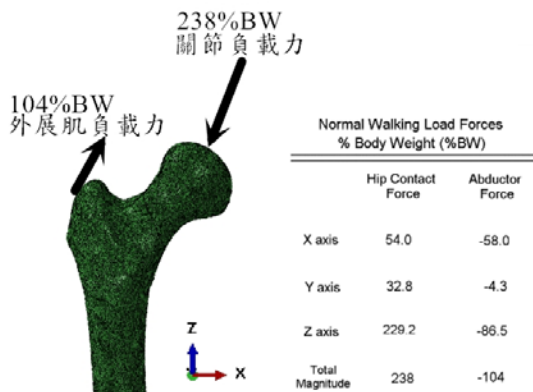 238%BW
關節負載力
104%BW
外展肌負載力
Normal Walking Load Forces
% Body Weight (%BW)
Hip Contact Force Abductor Force
X axis 54.0 -58.0
Y axis 32.8 -4.3
Z axis 229.2 -86.5
Total Magnitude 238 -104
Z
X